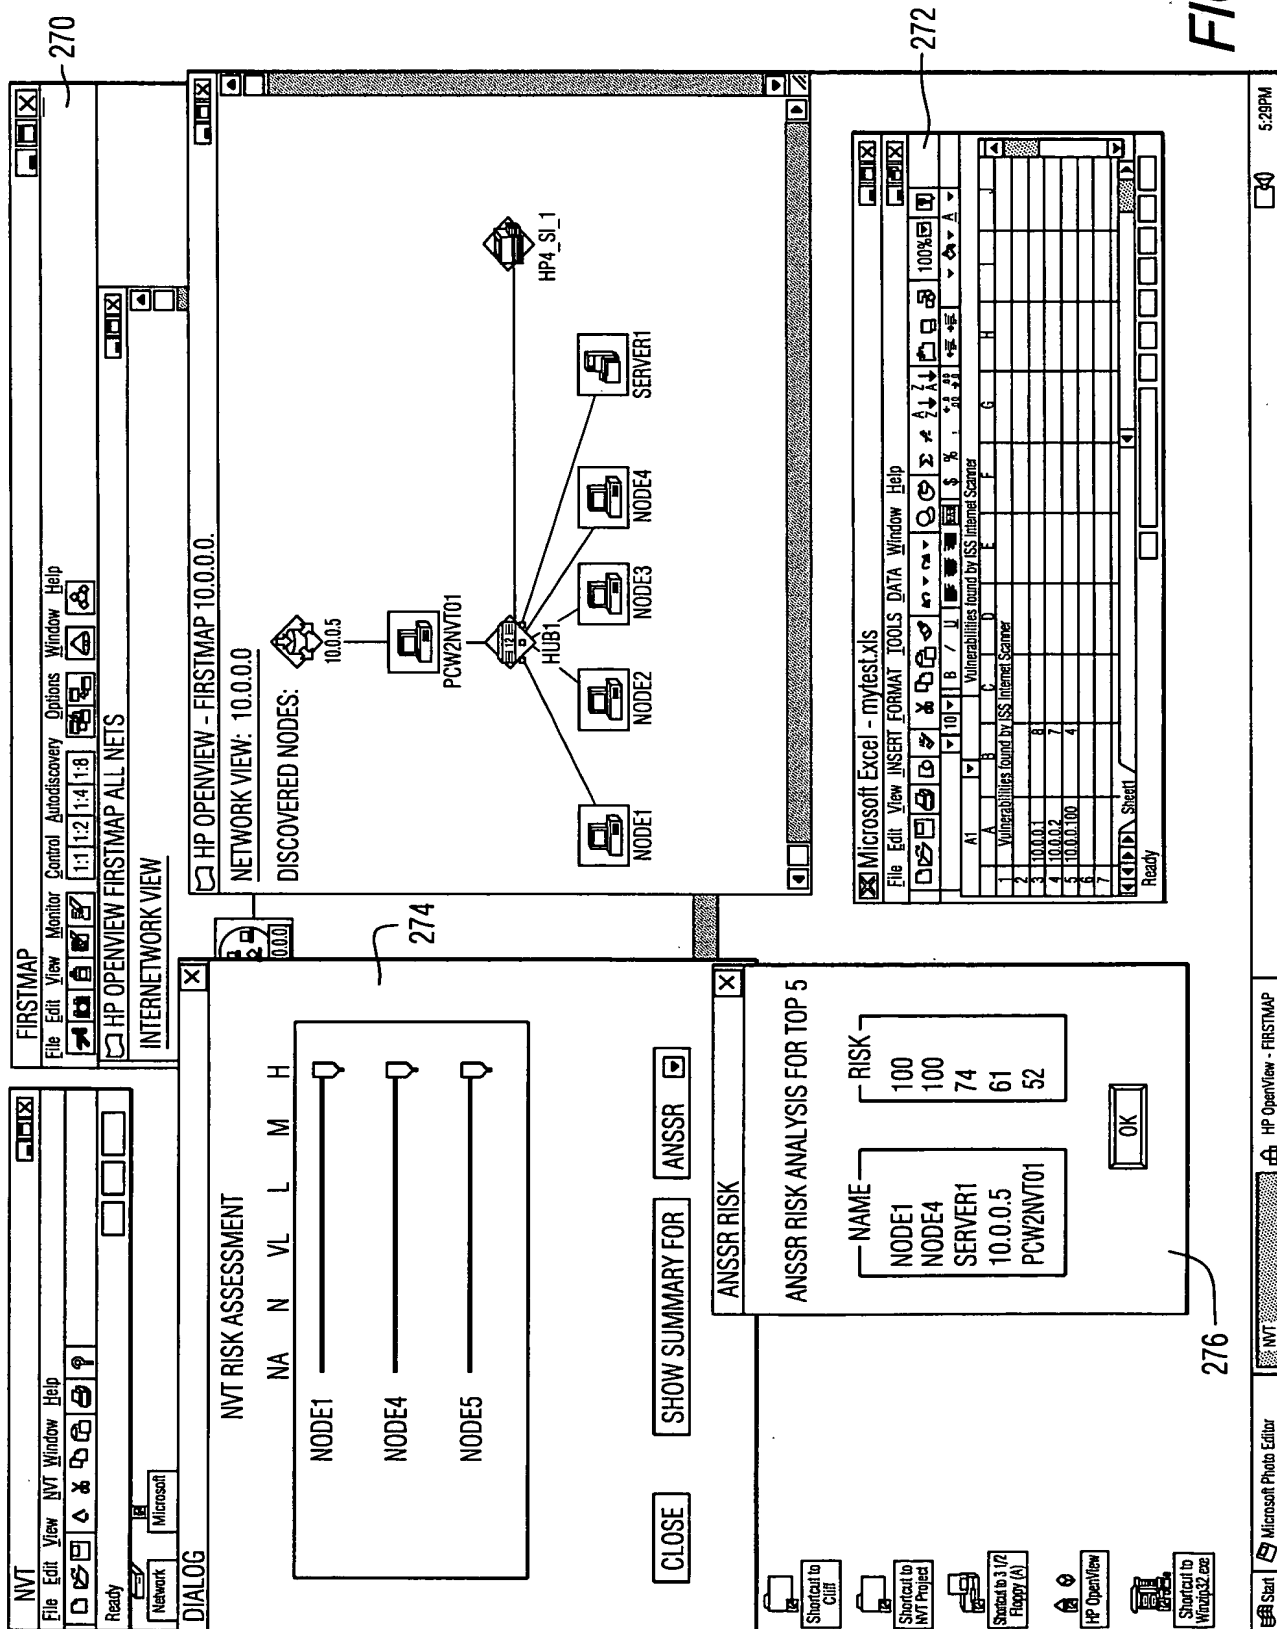 NVT
File Edit View NVT Window Help
Ready
Network
Microsoft
FIRSTMAP
File Edit View Monitor Control Autodiscovery Options Window Help
1:1 1:2 1:4 1:8
HP OPENVIEW FIRSTMAP ALL NETS
INTERNETWORK VIEW
270
HP OPENVIEW - FIRSTMAP 10.0.0.0.
NETWORK VIEW: 10.0.0.0
DISCOVERED NODES:
10.0.0.5
PCW2NVT01
12
HUB1
HP4_SI_1
NODE1
NODE2
NODE3
NODE4
SERVER1
DIALOG
NVT RISK ASSESSMENT
NA N VL L M H
NODE1
NODE4
NODE5
CLOSE
SHOW SUMMARY FOR
ANSSR
274
ANSSR RISK
ANSSR RISK ANALYSIS FOR TOP 5
NAME RISK
NODE1 100
NODE4 100
SERVER1 74
10.0.0.5 61
PCW2NVT01 52
OK
276
Microsoft Excel - mytest.xls
File Edit View INSERT FORMAT TOOLS DATA Window Help
100%
10 B / U $ % ,
A1 Vulnerabilities found by ISS Internet Scanner
A B C D E F G H I J
1 Vulnerabilities found by ISS Internet Scanner
2
3 10.0.0.1 8
4 10.0.0.2 7
5 10.0.0.100 4
6
7
Sheet1
Ready
272
Shortcut to Cliff
Shortcut to NVT Project
Shortcut to 3 1/2 Floppy (A)
HP OpenView
Shortcut to Winzip32.exe
Start
Microsoft Photo Editor
NVT
HP OpenView - FIRSTMAP
5:29PM